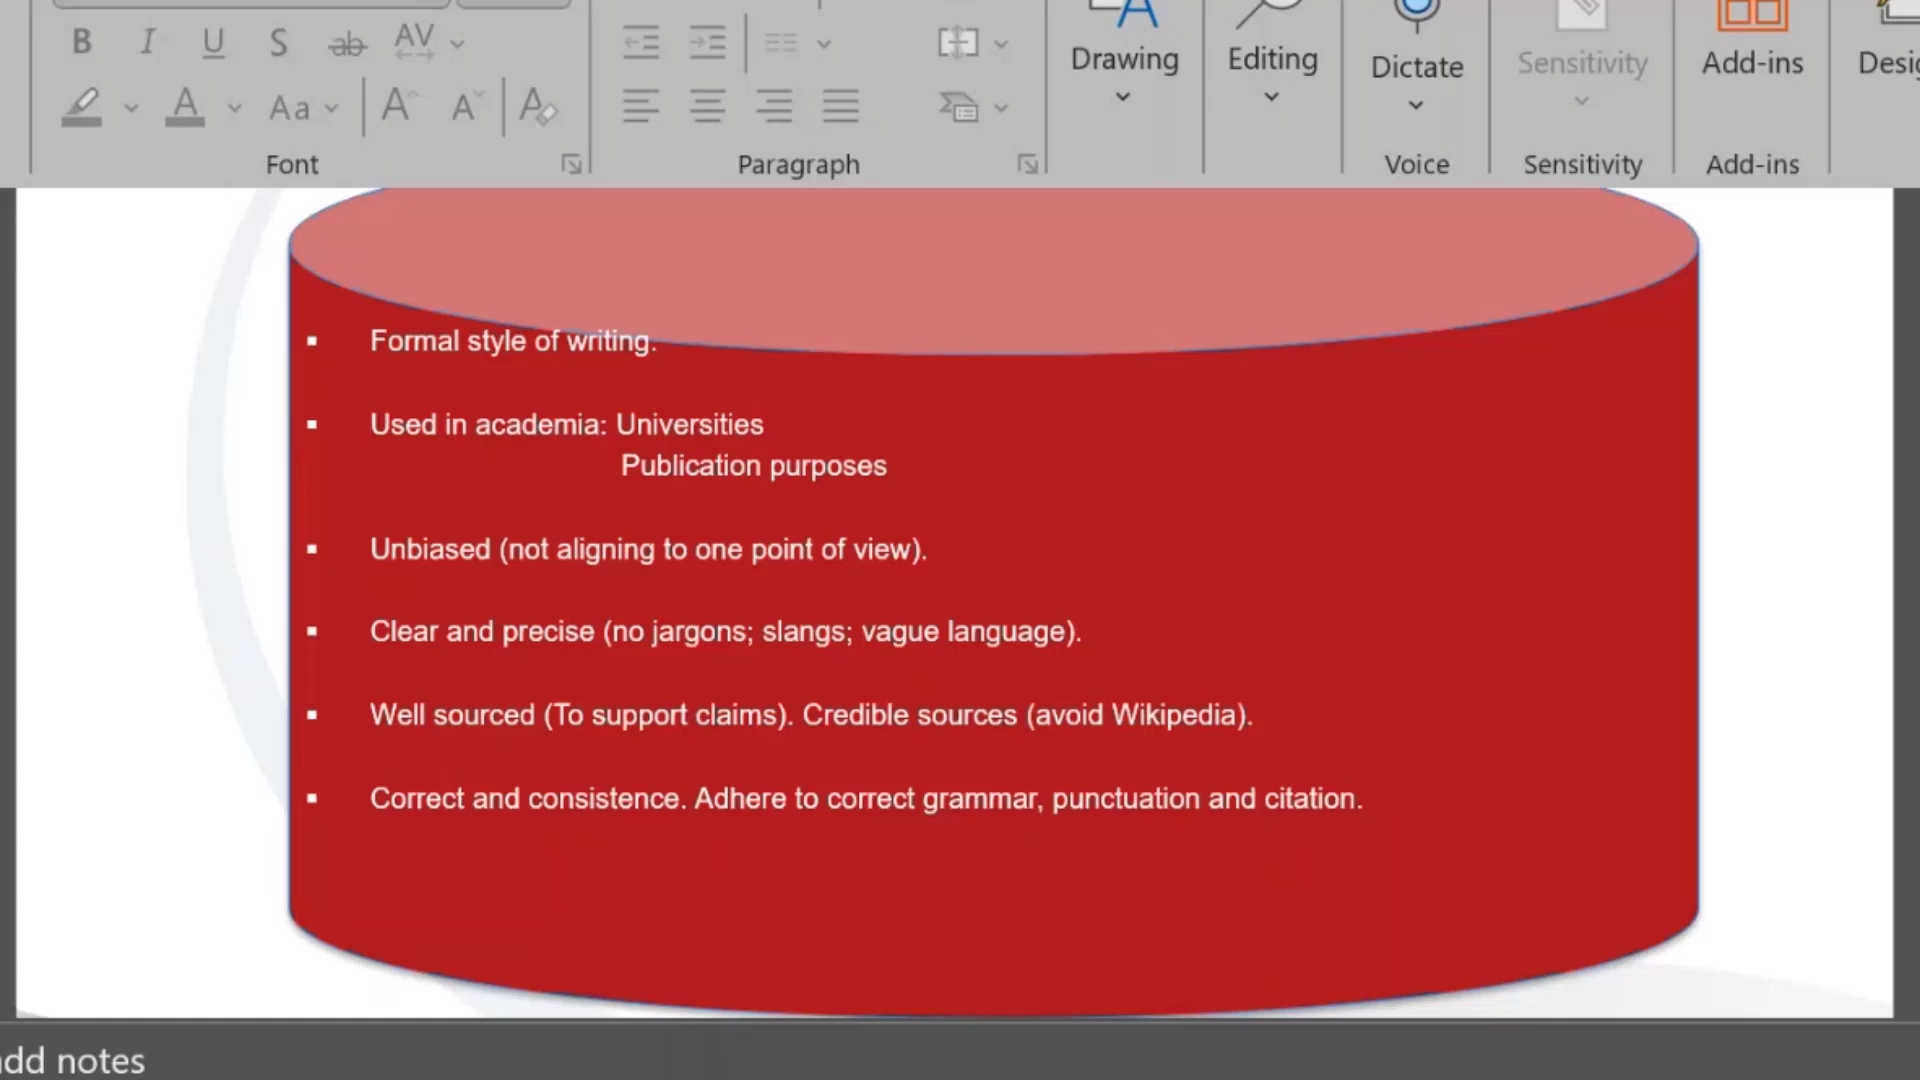 B I U S ab AV
A Aa A A A
Font
Paragraph
Drawing
Editing
Dictate
Voice
Sensitivity
Sensitivity
Add-ins
Add-ins
▪ Formal style of writing.
▪ Used in academia: Universities
Publication purposes
▪ Unbiased (not aligning to one point of view).
▪ Clear and precise (no jargons; slangs; vague language).
▪ Well sourced (To support claims). Credible sources (avoid Wikipedia).
▪ Correct and consistence. Adhere to correct grammar, punctuation and citation.
add notes